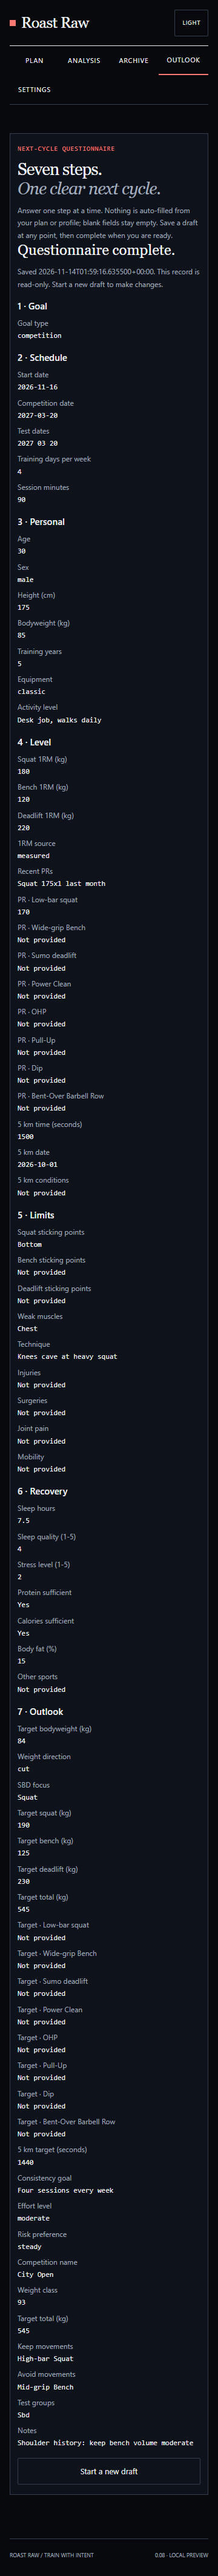 Roast Raw
LIGHT
PLAN
ANALYSIS
ARCHIVE
OUTLOOK
SETTINGS
NEXT-CYCLE QUESTIONNAIRE
Seven steps.
One clear next cycle.
Answer one step at a time. Nothing is auto-filled from
your plan or profile; blank fields stay empty. Save a draft
at any point, then complete when you are ready.
Questionnaire complete.
Saved 2026-11-14T01:59:16.635500+00:00. This record is
read-only. Start a new draft to make changes.
1 · Goal
Goal type
competition
2 · Schedule
Start date
2026-11-16
Competition date
2027-03-20
Test dates
2027 03 20
Training days per week
4
Session minutes
90
3 · Personal
Age
30
Sex
male
Height (cm)
175
Bodyweight (kg)
85
Training years
5
Equipment
classic
Activity level
Desk job, walks daily
4 · Level
Squat 1RM (kg)
180
Bench 1RM (kg)
120
Deadlift 1RM (kg)
220
1RM source
measured
Recent PRs
Squat 175x1 last month
PR · Low-bar squat
170
PR · Wide-grip Bench
Not provided
PR · Sumo deadlift
Not provided
PR · Power Clean
Not provided
PR · OHP
Not provided
PR · Pull-Up
Not provided
PR · Dip
Not provided
PR · Bent-Over Barbell Row
Not provided
5 km time (seconds)
1500
5 km date
2026-10-01
5 km conditions
Not provided
5 · Limits
Squat sticking points
Bottom
Bench sticking points
Not provided
Deadlift sticking points
Not provided
Weak muscles
Chest
Technique
Knees cave at heavy squat
Injuries
Not provided
Surgeries
Not provided
Joint pain
Not provided
Mobility
Not provided
6 · Recovery
Sleep hours
7.5
Sleep quality (1-5)
4
Stress level (1-5)
2
Protein sufficient
Yes
Calories sufficient
Yes
Body fat (%)
15
Other sports
Not provided
7 · Outlook
Target bodyweight (kg)
84
Weight direction
cut
SBD focus
Squat
Target squat (kg)
190
Target bench (kg)
125
Target deadlift (kg)
230
Target total (kg)
545
Target · Low-bar squat
Not provided
Target · Wide-grip Bench
Not provided
Target · Sumo deadlift
Not provided
Target · Power Clean
Not provided
Target · OHP
Not provided
Target · Pull-Up
Not provided
Target · Dip
Not provided
Target · Bent-Over Barbell Row
Not provided
5 km target (seconds)
1440
Consistency goal
Four sessions every week
Effort level
moderate
Risk preference
steady
Competition name
City Open
Weight class
93
Target total (kg)
545
Keep movements
High-bar Squat
Avoid movements
Mid-grip Bench
Test groups
Sbd
Notes
Shoulder history: keep bench volume moderate
Start a new draft
ROAST RAW / TRAIN WITH INTENT
0.08 · LOCAL PREVIEW